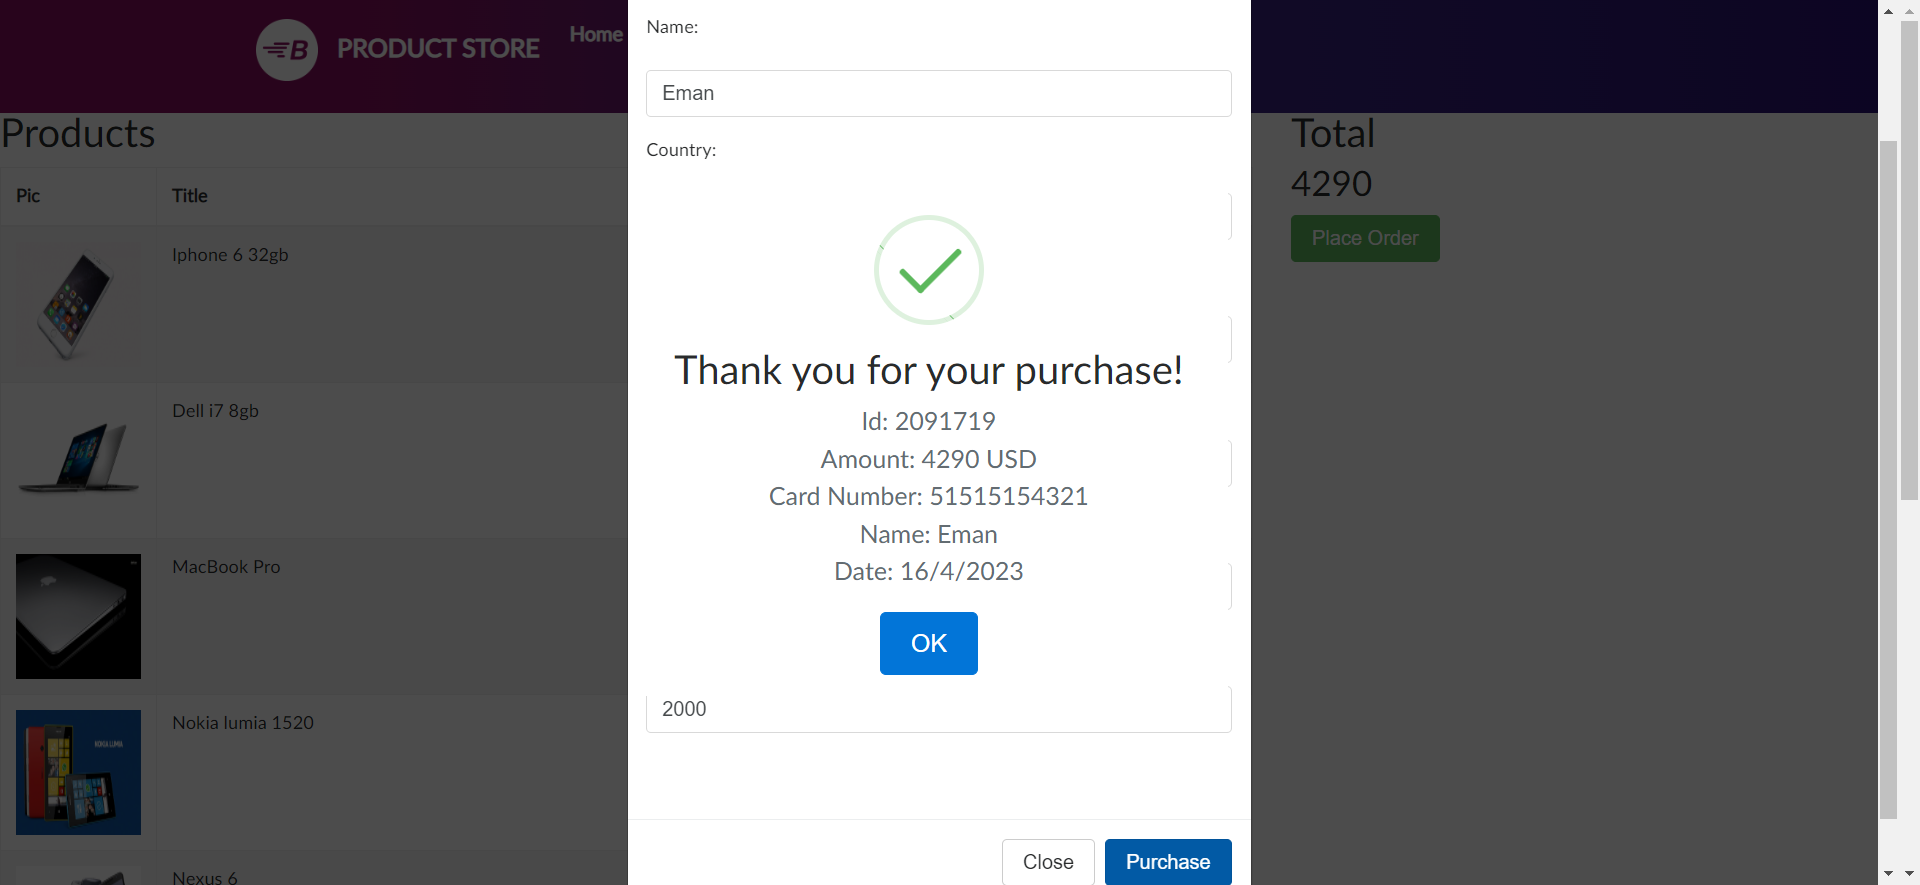 B PRODUCT STORE
Home
Products
Pic
Title
Iphone 6 32gb
Dell i7 8gb
MacBook Pro
Nokia lumia 1520
NOKIA LUMIA
Nexus 6
Name:
Eman
Country:
Thank you for your purchase!
Id: 2091719
Amount: 4290 USD
Card Number: 51515154321
Name: Eman
Date: 16/4/2023
OK
2000
Close
Purchase
Total
4290
Place Order